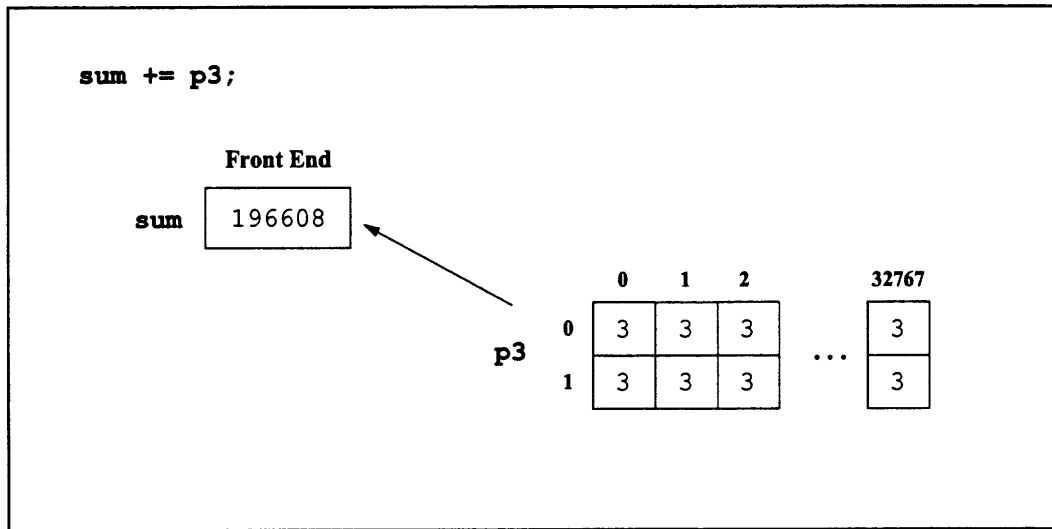 sum += p3;
Front End
sum 196608
0 1 2 32767
0 3 3 3 3
p3 ...
1 3 3 3 3